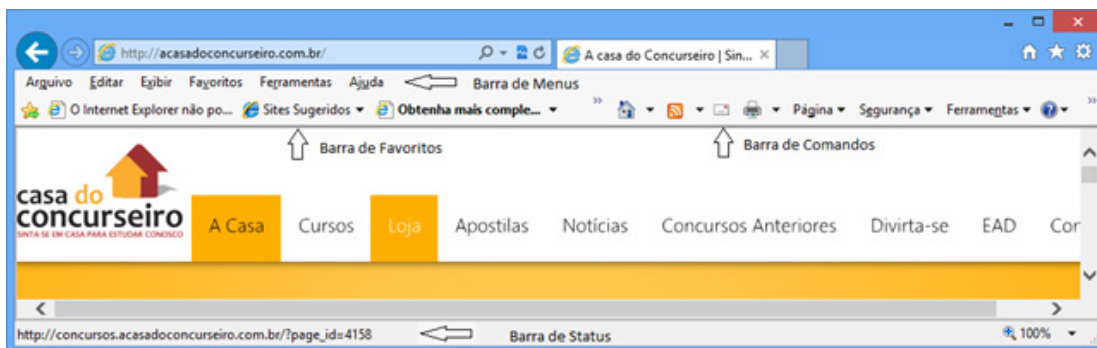 http://acasadoconcurseiro.com.br/ A casa do Concurseiro | Sin...
Arquivo Editar Exibir Favoritos Ferramentas Ajuda Barra de Menus
O Internet Explorer não po... Sites Sugeridos Obtenha mais comple... Página Segurança Ferramentas
Barra de Favoritos Barra de Comandos
casa do
concurseiro
SINTA-SE EM CASA PARA ESTUDAR CONOSCO
A Casa Cursos Loja Apostilas Notícias Concursos Anteriores Divirta-se EAD Cor
http://concursos.acasadoconcurseiro.com.br/?page_id=4158 Barra de Status 100%